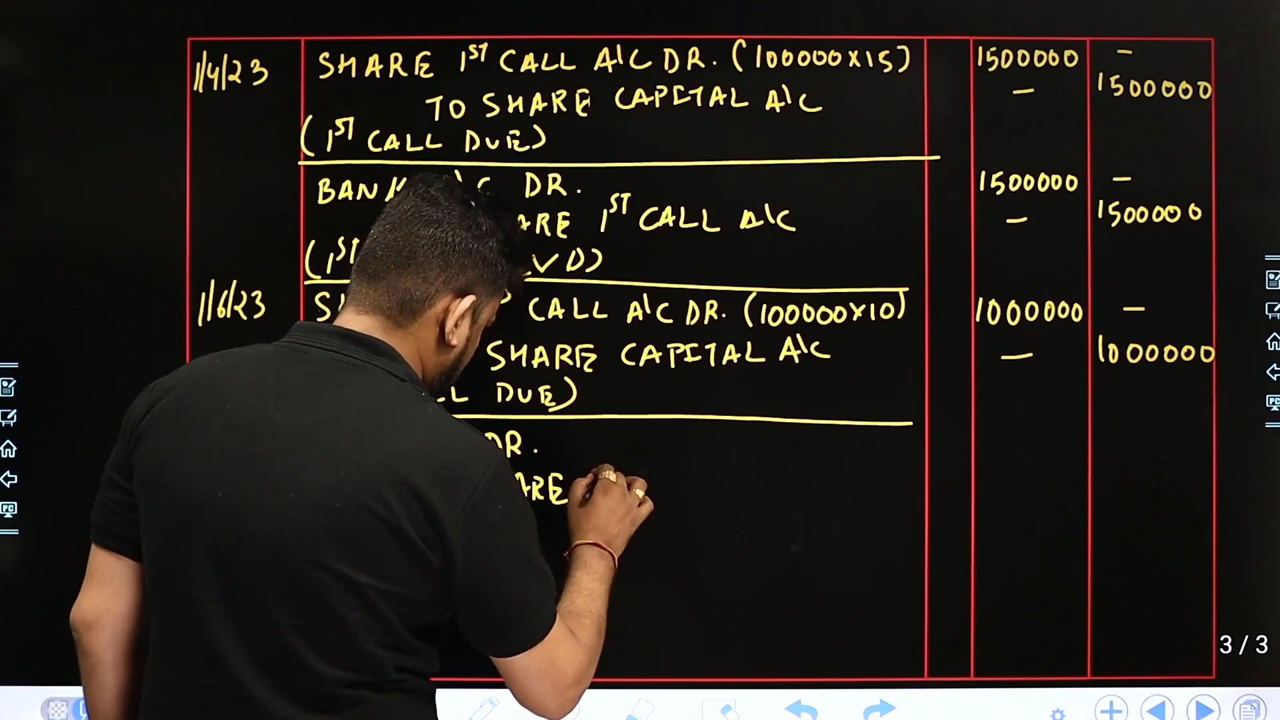 1/4/23 SHARE 1ST CALL A/C DR. (100000x15) 1500000 -
TO SHARE CAPITAL A/C - 1500000
(1ST CALL DUE)
BANK A/C DR. 1500000 -
ARE 1ST CALL A/C - 1500000
(1ST VD)
1/6/23 S CALL A/C DR. (100000x10) 1000000 -
SHARE CAPITAL A/C - 1000000
LL DUE)
DR.
ARE
3/3